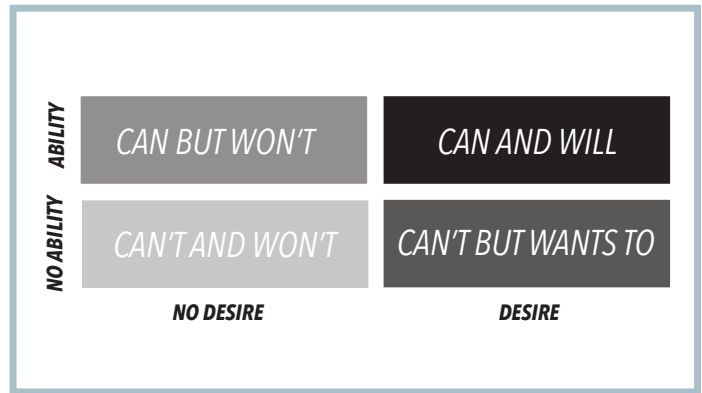 ABILITY
CAN BUT WON'T
CAN AND WILL
NO ABILITY
CAN'T AND WON'T
CAN'T BUT WANTS TO
NO DESIRE
DESIRE